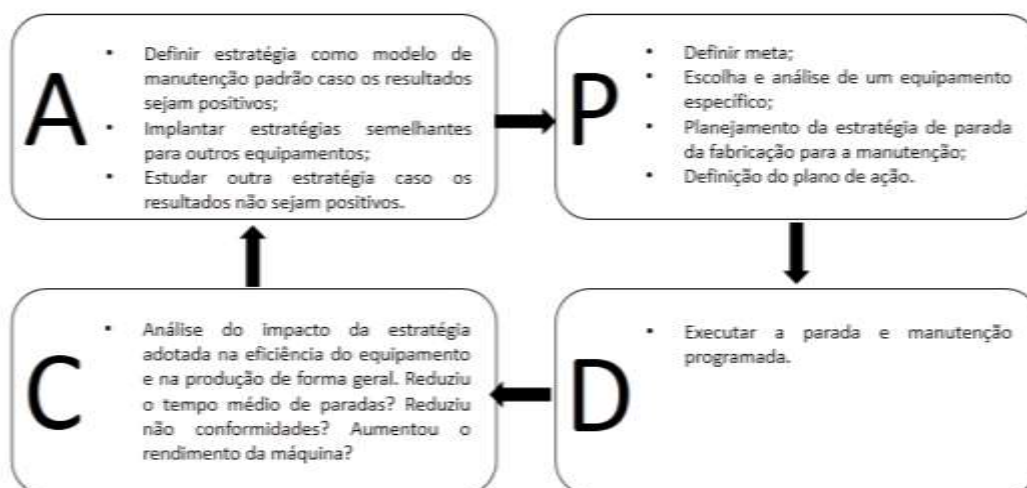 A
• Definir estratégia como modelo de
manutenção padrão caso os resultados
sejam positivos;
• Implantar estratégias semelhantes
para outros equipamentos;
• Estudar outra estratégia caso os
resultados não sejam positivos.
P
• Definir meta;
• Escolha e análise de um equipamento
específico;
• Planejamento da estratégia de parada
da fabricação para a manutenção;
• Definição do plano de ação.
C
• Análise do impacto da estratégia
adotada na eficiência do equipamento
e na produção de forma geral. Reduziu
o tempo médio de paradas? Reduziu
não conformidades? Aumentou o
rendimento da máquina?
D
• Executar a parada e manutenção
programada.